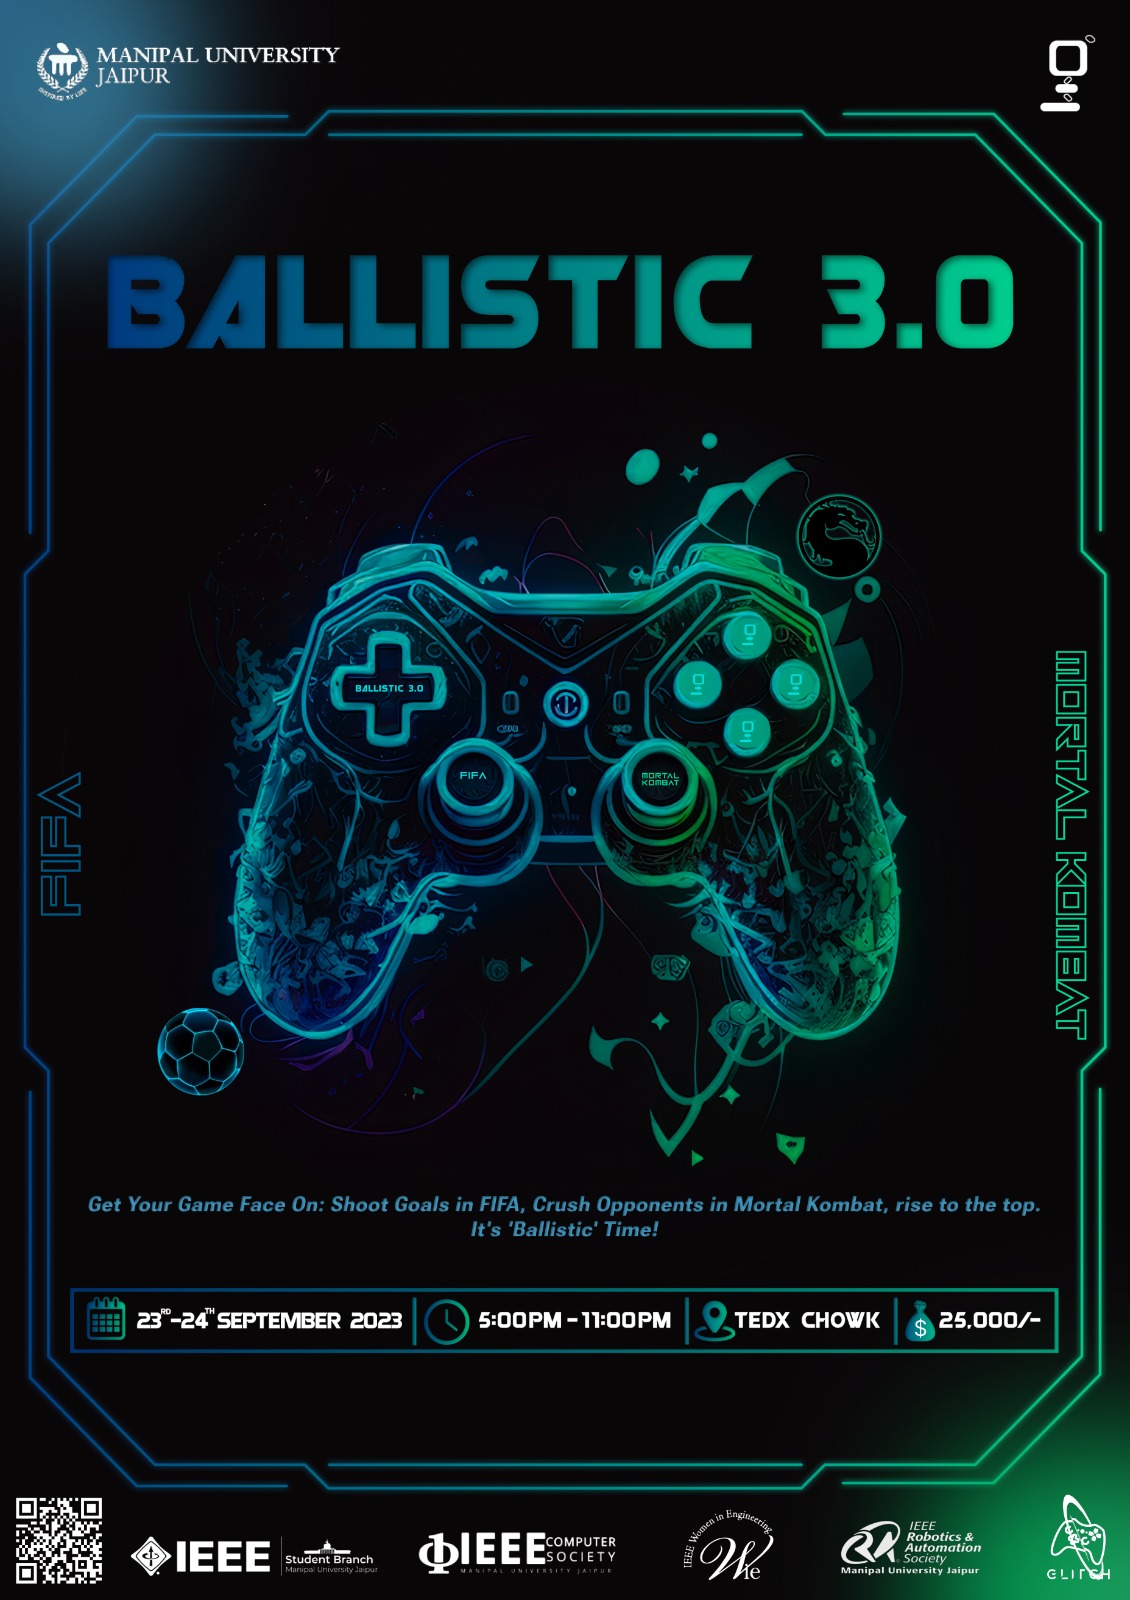 MANIPAL UNIVERSITY
JAIPUR
BALLISTIC 3.0
BALLISTIC 3.0
FIFA
MORTAL
KOMBAT
FIFA
MORTAL KOMBAT
Get Your Game Face On: Shoot Goals in FIFA, Crush Opponents in Mortal Kombat, rise to the top.
It's 'Ballistic' Time!
23RD-24TH SEPTEMBER 2023
5:00PM - 11:00PM
TEDX CHOWK
$
25,000/-
IEEE
Student Branch
Manipal University Jaipur
IEEE COMPUTER
SOCIETY
MANIPAL UNIVERSITY JAIPUR
IEEE Women in Engineering
Wie
IEEE
Robotics &
Automation
Society
Manipal University Jaipur
GLITCH